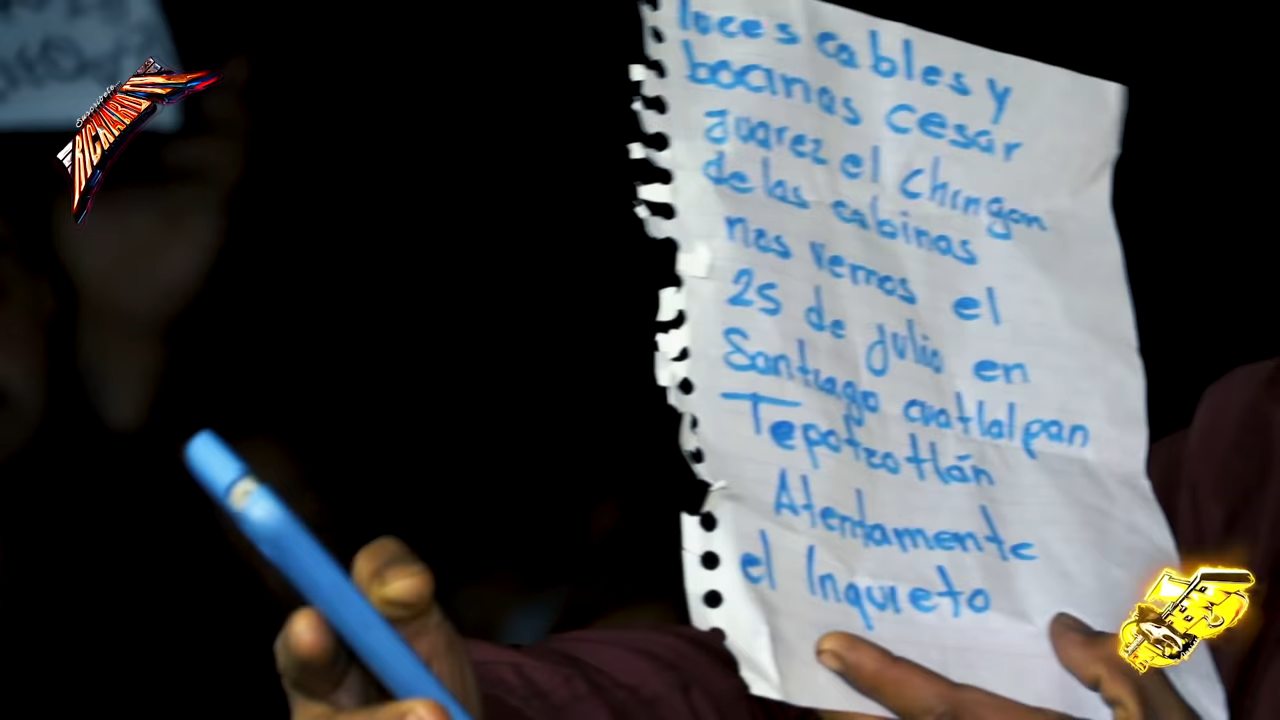 RICHARD
luces cables y
bocinas cesar
Juarez el chingon
de las cabinas
nos vemos el
25 de julio en
Santiago cuatlalpan
Tepotzotlán
Atentamente
el Inquieto